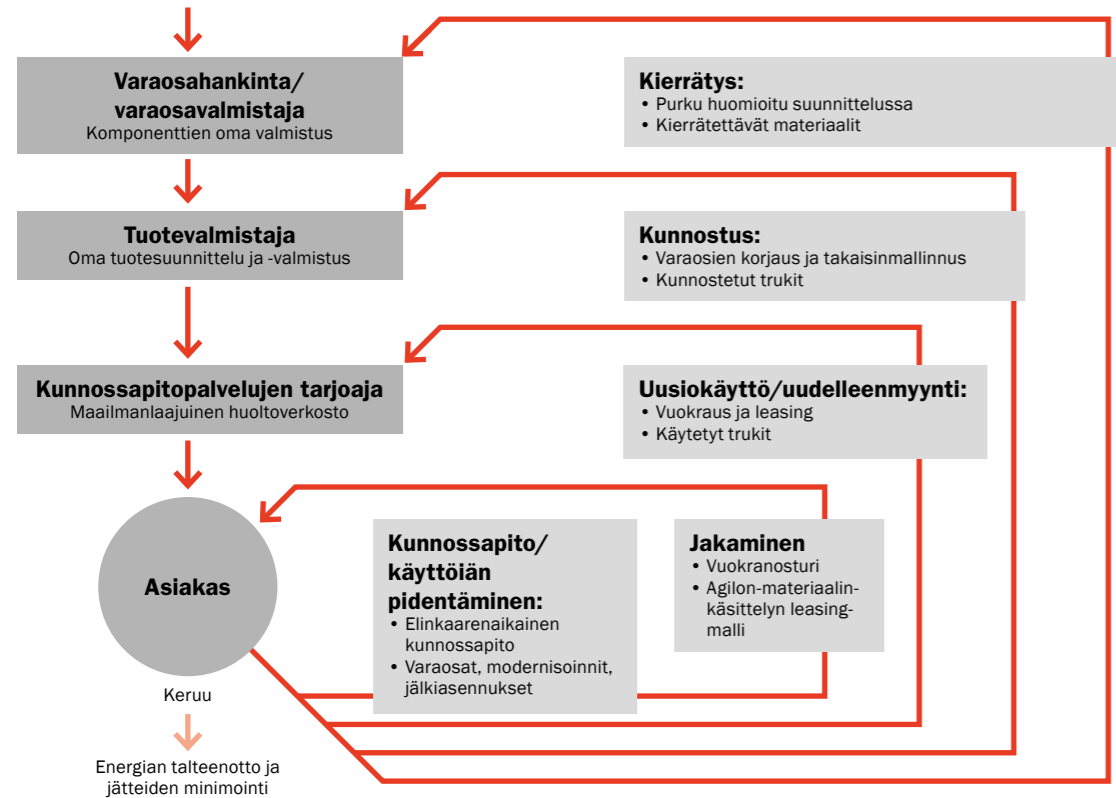 Varaosahankinta/
varaosavalmistaja
Komponenttien oma valmistus
Kierrätys:
• Purku huomioitu suunnittelussa
• Kierrätettävät materiaalit
Tuotevalmistaja
Oma tuotesuunnittelu ja -valmistus
Kunnostus:
• Varaosien korjaus ja takaisinmallinnus
• Kunnostetut trukit
Kunnossapitopalvelujen tarjoaja
Maailmanlaajuinen huoltoverkosto
Uusiokäyttö/uudelleenmyynti:
• Vuokraus ja leasing
• Käytetyt trukit
Asiakas
Kunnossapito/
käyttöiän
pidentäminen:
• Elinkaarenaikainen
kunnossapito
• Varaosat, modernisoinnit,
jälkiasennukset
Jakaminen
• Vuokranosturi
• Agilon-materiaalin-
käsittelyn leasing-
malli
Keruu
Energian talteenotto ja
jätteiden minimointi